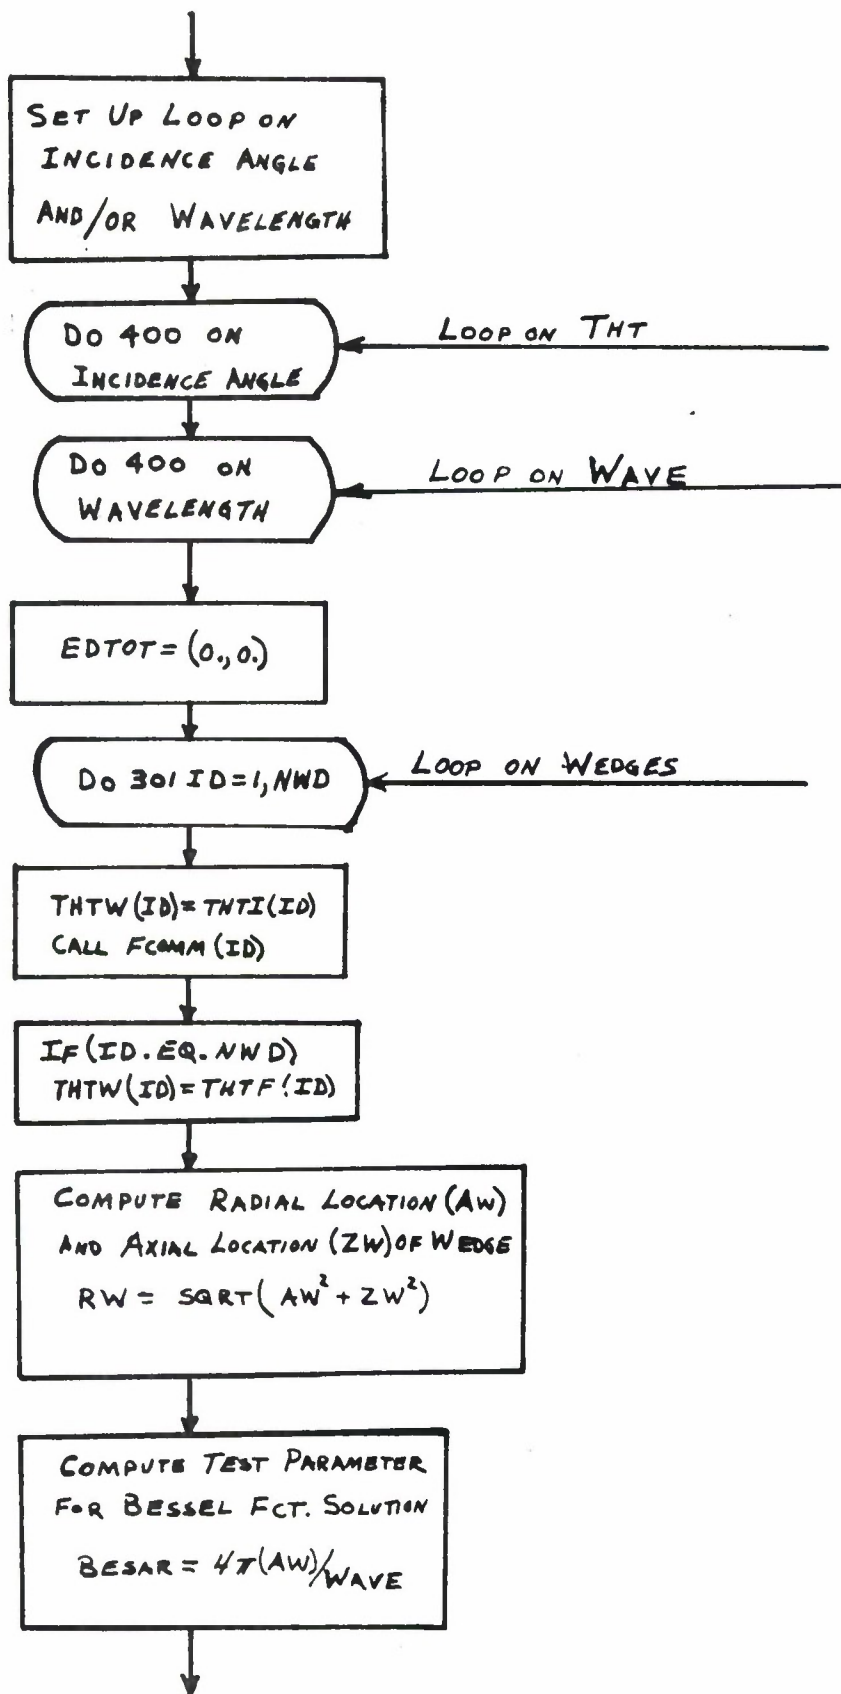 SET UP LOOP ON
INCIDENCE ANGLE
AND/OR WAVELENGTH
DO 400 ON
INCIDENCE ANGLE
LOOP ON THT
DO 400 ON
WAVELENGTH
LOOP ON WAVE
EDTOT = (0., 0.)
DO 301 ID=1, NWD
LOOP ON WEDGES
THTW(ID)=THTI(ID)
CALL FCOMM(ID)
IF(ID.EQ.NWD)
THTW(ID)=THTF(ID)
COMPUTE RADIAL LOCATION (AW)
AND AXIAL LOCATION (ZW) OF WEDGE
RW = SQRT(AW² + ZW²)
COMPUTE TEST PARAMETER
FOR BESSEL FCT. SOLUTION
BESAR = 4π(AW)/WAVE